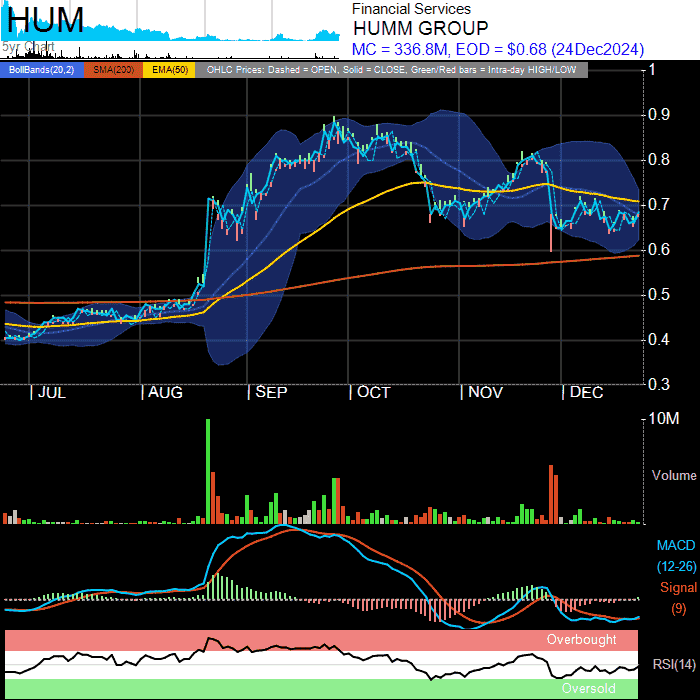 HUM
5yr Chart
Financial Services
HUMM GROUP
MC = 336.8M, EOD = $0.68 (24Dec2024)
BollBands(20,2) SMA(200) EMA(50) OHLC Prices: Dashed = OPEN, Solid = CLOSE, Green/Red bars = Intra-day HIGH/LOW
1
0.9
0.8
0.7
0.6
0.5
0.4
0.3
JUL AUG SEP OCT NOV DEC
10M
Volume
MACD
(12-26)
Signal
(9)
Overbought
RSI(14)
Oversold